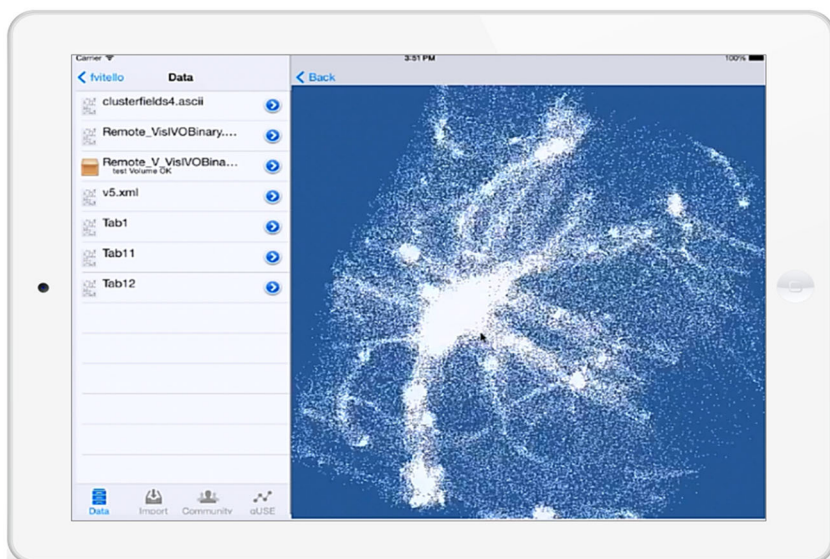 Carrier 3:51 PM 100%
fvitello Data Back
clusterfields4.ascii
Remote_VisIVOBinary....
Remote_V_VisIVOBina...
test Volume OK
v5.xml
Tab1
Tab11
Tab12
Data Import Community gUSE